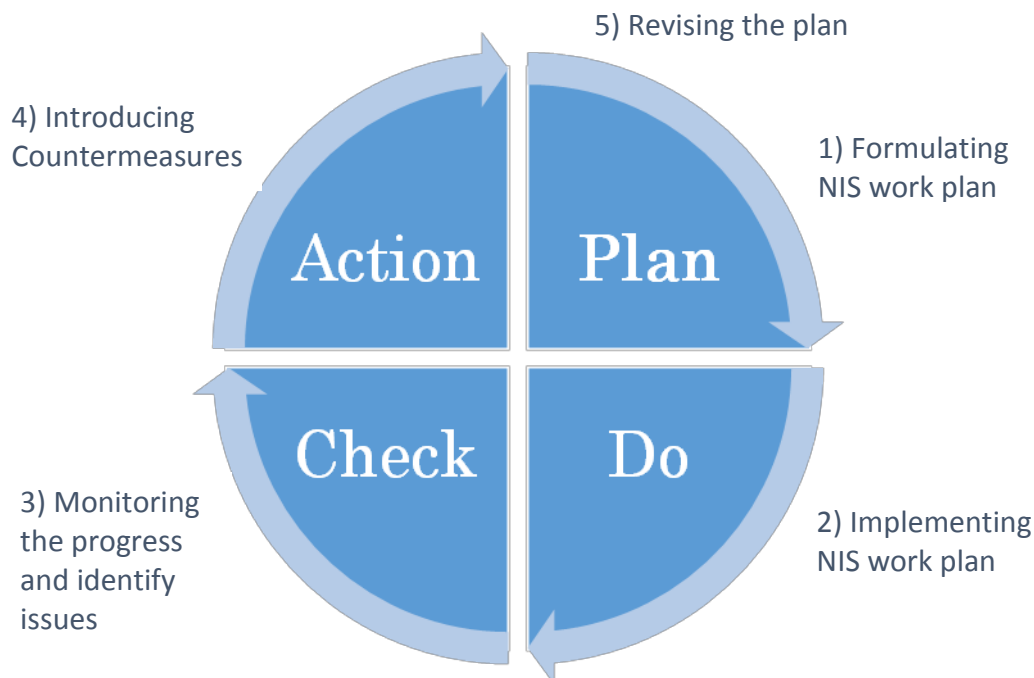 5) Revising the plan
4) Introducing
Countermeasures
1) Formulating
NIS work plan
Action
Plan
Check
Do
3) Monitoring
the progress
and identify
issues
2) Implementing
NIS work plan